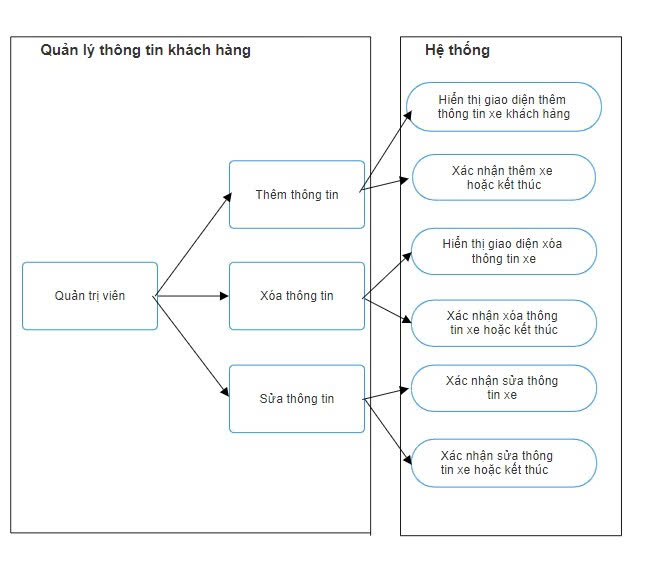 Quản lý thông tin khách hàng
Hệ thống
Hiển thị giao diện thêm
thông tin xe khách hàng
Xác nhận thêm xe
hoặc kết thúc
Thêm thông tin
Hiển thị giao diện xóa
thông tin xe
Quản trị viên
Xóa thông tin
Xác nhận xóa thông
tin xe hoặc kết thúc
Sửa thông tin
Xác nhận sửa thông
tin xe
Xác nhận sửa thông
tin xe hoặc kết thúc